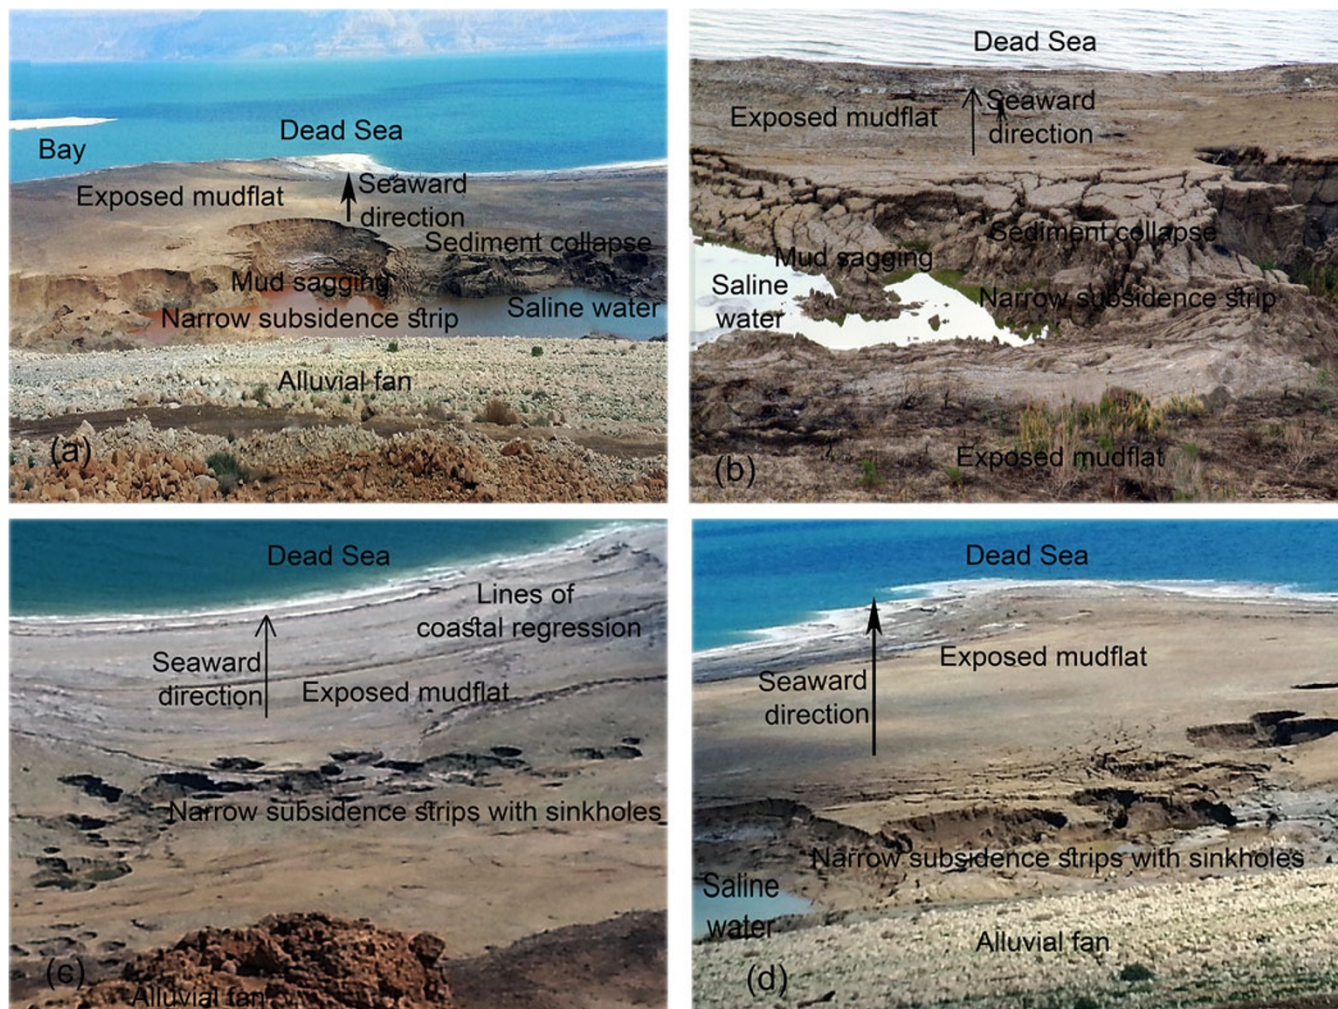 Dead Sea
Bay
Exposed mudflat
Seaward
direction
Sediment collapse
Mud sagging
Narrow subsidence strip
Saline water
Alluvial fan
(a)
Dead Sea
Exposed mudflat
Seaward
direction
Sediment collapse
Mud sagging
Saline
water
Narrow subsidence strip
Exposed mudflat
(b)
Dead Sea
Lines of
coastal regression
Seaward
direction
Exposed mudflat
Narrow subsidence strips with sinkholes
(c)
Alluvial fan
Dead Sea
Exposed mudflat
Seaward
direction
Narrow subsidence strips with sinkholes
Saline
water
Alluvial fan
(d)